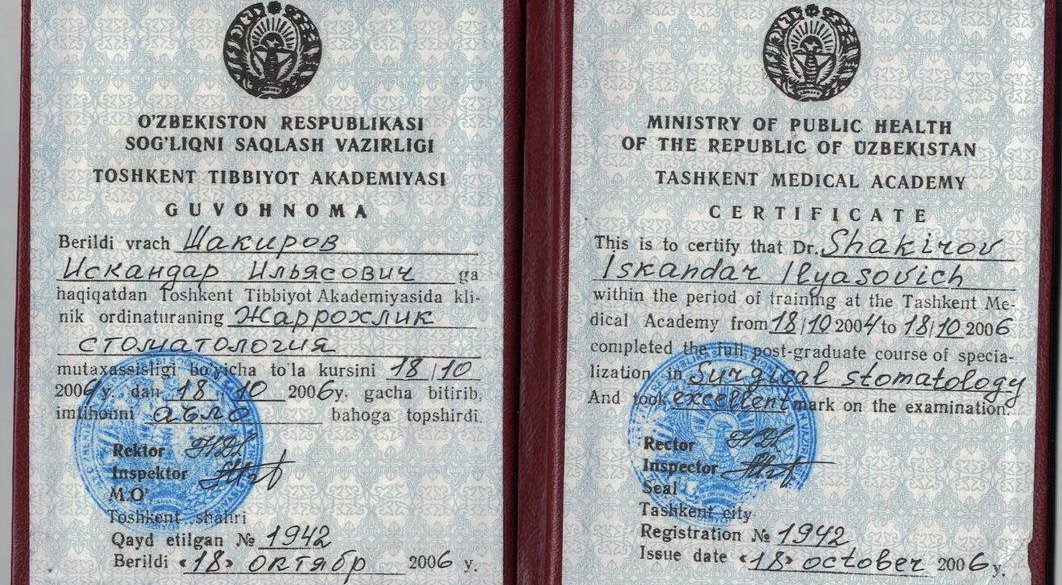 O'ZBEKISTON RESPUBLIKASI
SOG'LIQNI SAQLASH VAZIRLIGI
TOSHKENT TIBBIYOT AKADEMIYASI
GUVOHNOMA
Berildi vrach Шакиров
Искандар Ильясович ga
haqiqatdan Toshkent Tibbiyot Akademiyasida kli-
nik ordinaturaning Жаррохлик
стоматология
mutaxassisligi bo'yicha to'la kursini 18/10
2004 y. dan 18 10 2006 y. gacha bitirib,
imtihonni аъло bahoga topshirdi.
Rektor
Inspektor
M.O'.
Toshkent shahri
Qayd etilgan № 1942
Berildi «18» октябр 2006 y.
MINISTRY OF PUBLIC HEALTH
OF THE REPUBLIC OF UZBEKISTAN
TASHKENT MEDICAL ACADEMY
CERTIFICATE
This is to certify that Dr. Shakirov
Iskandar Ilyasovich
within the period of training at the Tashkent Me-
dical Academy from 18/10 2004 to 18/10 2006
completed the full post-graduate course of specia-
lization in Surgical stomatology
And took excellent mark on the examination.
Rector
Inspector
Seal
Tashkent city
Registration № 1942
Issue date «18» october 2006 y.